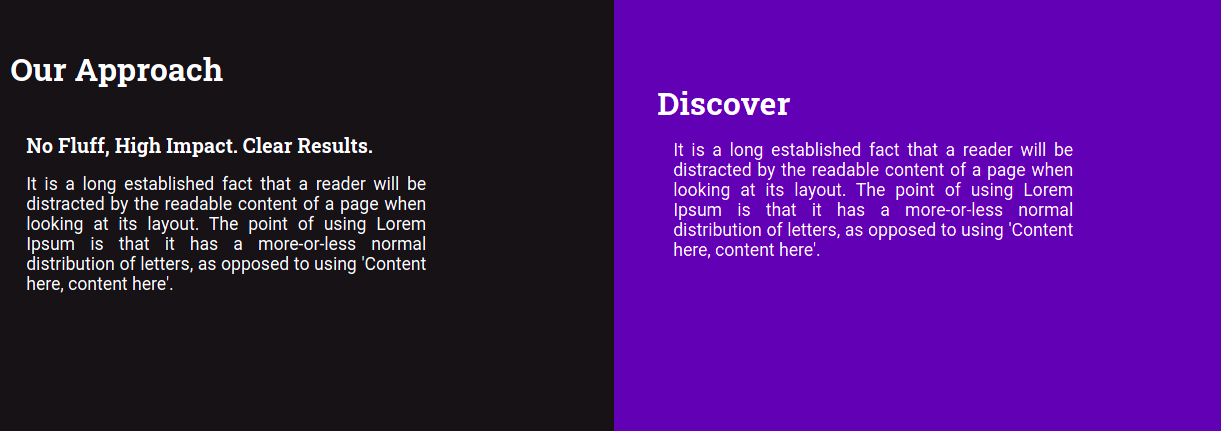 Our Approach
No Fluff, High Impact. Clear Results.
It is a long established fact that a reader will be
distracted by the readable content of a page when
looking at its layout. The point of using Lorem
Ipsum is that it has a more-or-less normal
distribution of letters, as opposed to using 'Content
here, content here'.
Discover
It is a long established fact that a reader will be
distracted by the readable content of a page when
looking at its layout. The point of using Lorem
Ipsum is that it has a more-or-less normal
distribution of letters, as opposed to using 'Content
here, content here'.